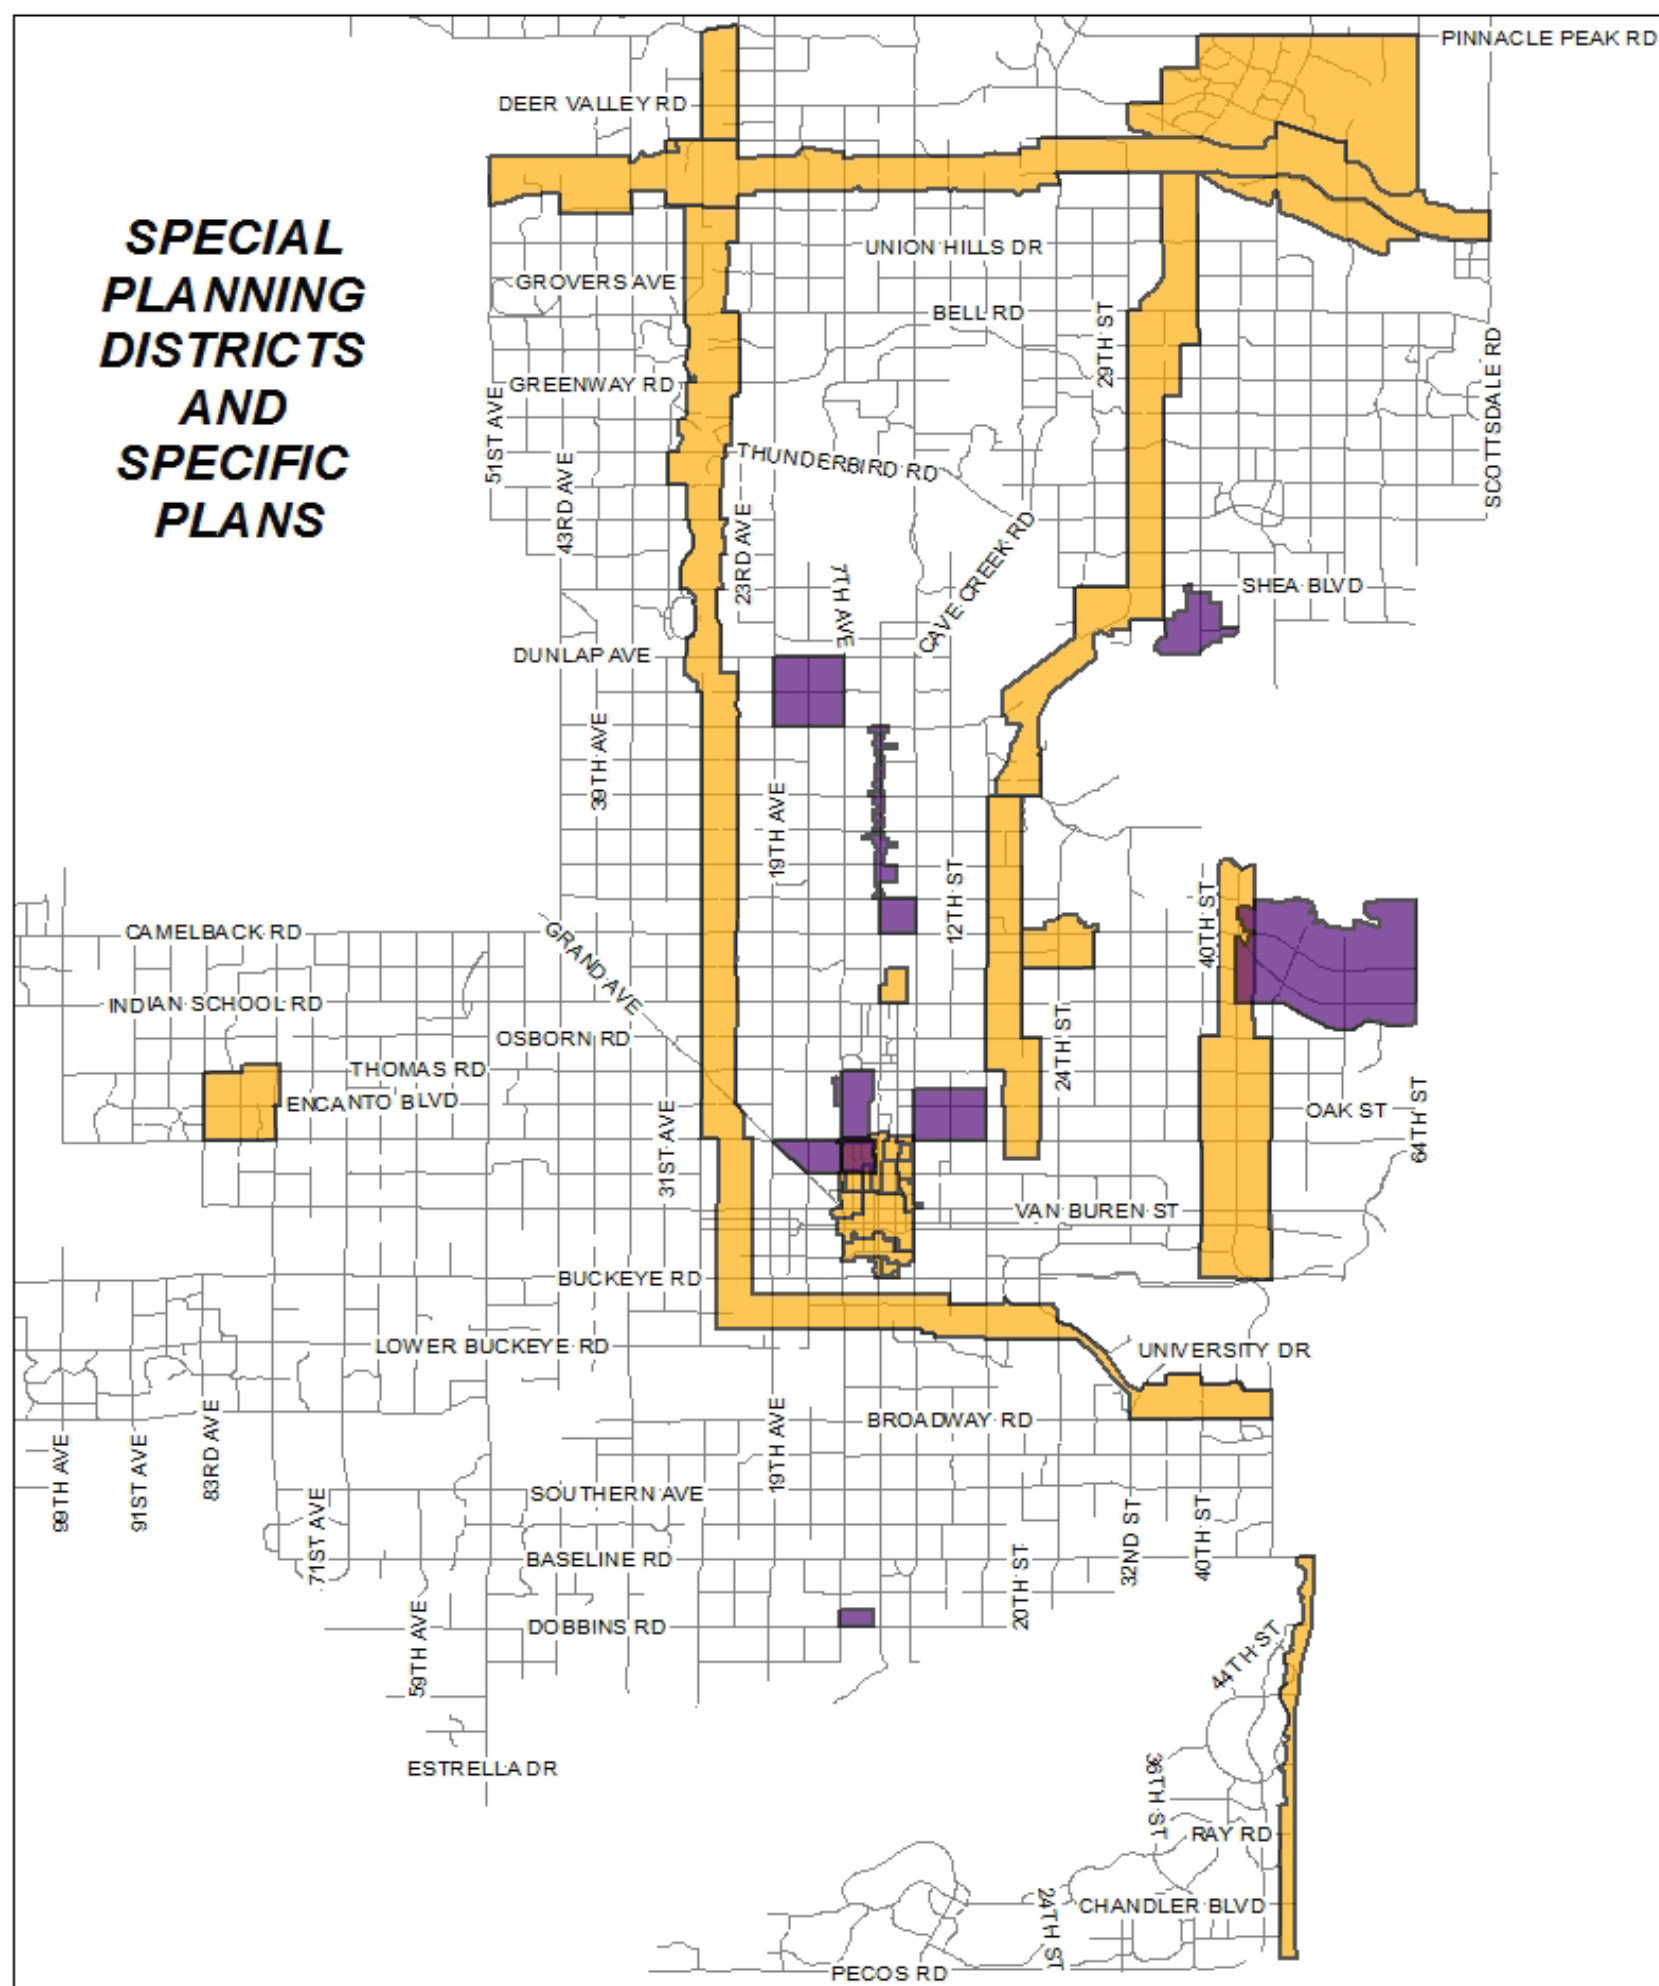 PINNACLE PEAK RD
DEER VALLEY RD
SPECIAL
PLANNING
DISTRICTS
AND
SPECIFIC
PLANS
UNION HILLS DR
GROVERS AVE
BELL RD
29TH ST
SCOTTSDALE RD
GREENWAY RD
51ST AVE
43RD AVE
THUNDERBIRD RD
23RD AVE
CAVE CREEK RD
7TH AVE
SHEA BLVD
DUNLAP AVE
39TH AVE
19TH AVE
12TH ST
40TH ST
CAMELBACK RD
GRAND AVE
INDIAN SCHOOL RD
OSBORN RD
24TH ST
THOMAS RD
ENCANTO BLVD
OAK ST
64TH ST
31ST AVE
VAN BUREN ST
BUCKEYE RD
LOWER BUCKEYE RD
UNIVERSITY DR
BROADWAY RD
99TH AVE
91ST AVE
83RD AVE
19TH AVE
SOUTHERN AVE
71ST AVE
32ND ST
40TH ST
BASELINE RD
20TH ST
59TH AVE
DOBBINS RD
44TH ST
ESTRELLA DR
36TH ST
RAY RD
24TH ST
CHANDLER BLVD
PECOS RD